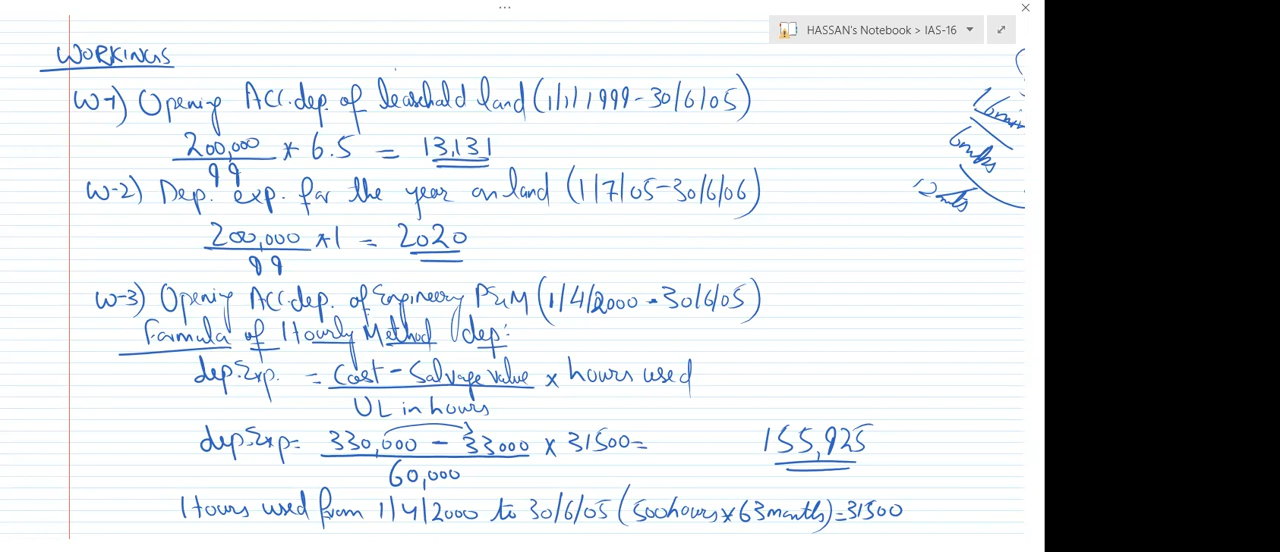 HASSAN's Notebook > IAS-16
WORKINGS
W-1) Opening Acc.dep. of leasehold land (1/1/1999-30/6/05)
200,000 / 99 * 6.5 = 13,131
W-2) Dep. exp. for the year on land (1/7/05-30/6/06)
200,000 / 99 *1 = 2020
12mths
6mths
W-3) Opening Acc.dep. of Engineery P&M (1/4/2000-30/6/05)
Formula of Hourly Method dep:
dep.Exp. = Cost - Salvage value × hours used
UL in hours
dep.Exp= 330,000 - 33000 × 31500= 155,925
60,000
Hours used from 1/4/2000 to 30/6/05 (500hours*63months)=31500